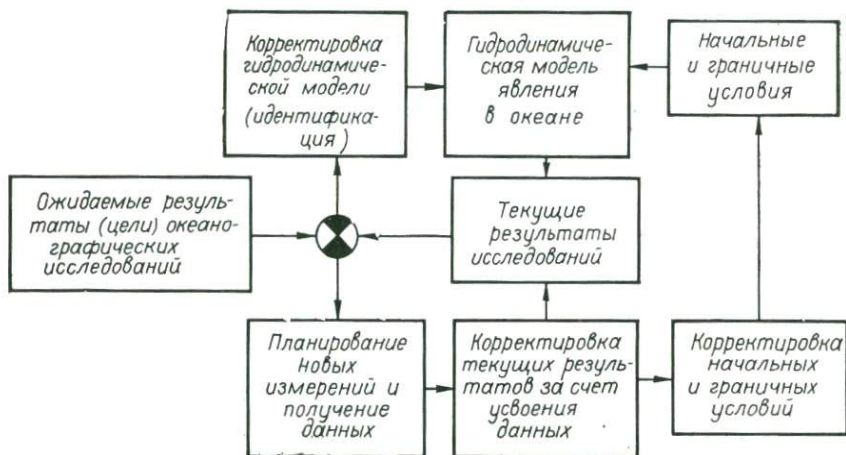 Корректировка
гидродинамиче-
ской модели
(идентифика-
ция)
Гидродинамиче-
ская модель
явления
в океане
Начальные
и граничные
условия
Ожидаемые резуль-
таты (цели) океано-
графических
исследований
Текущие
результаты
исследований
Планирование
новых
измерений и
получение
данных
Корректировка
текущих резуль-
татов за счет
усвоения
данных
Корректировка
начальных
и граничных
условий